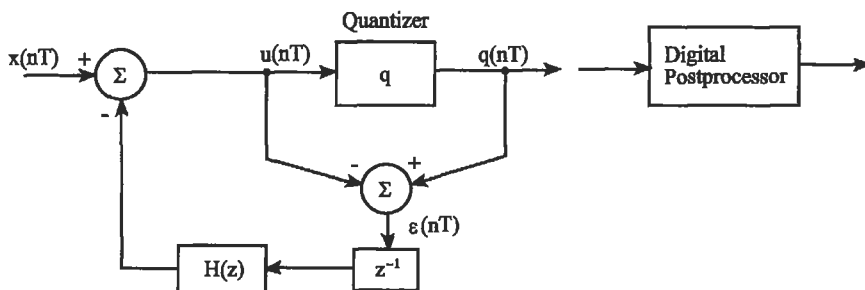 Quantizer
x(nT)
+
Σ
u(nT)
q
q(nT)
Digital
Postprocessor
-
-
+
Σ
ε(nT)
H(z)
z⁻¹